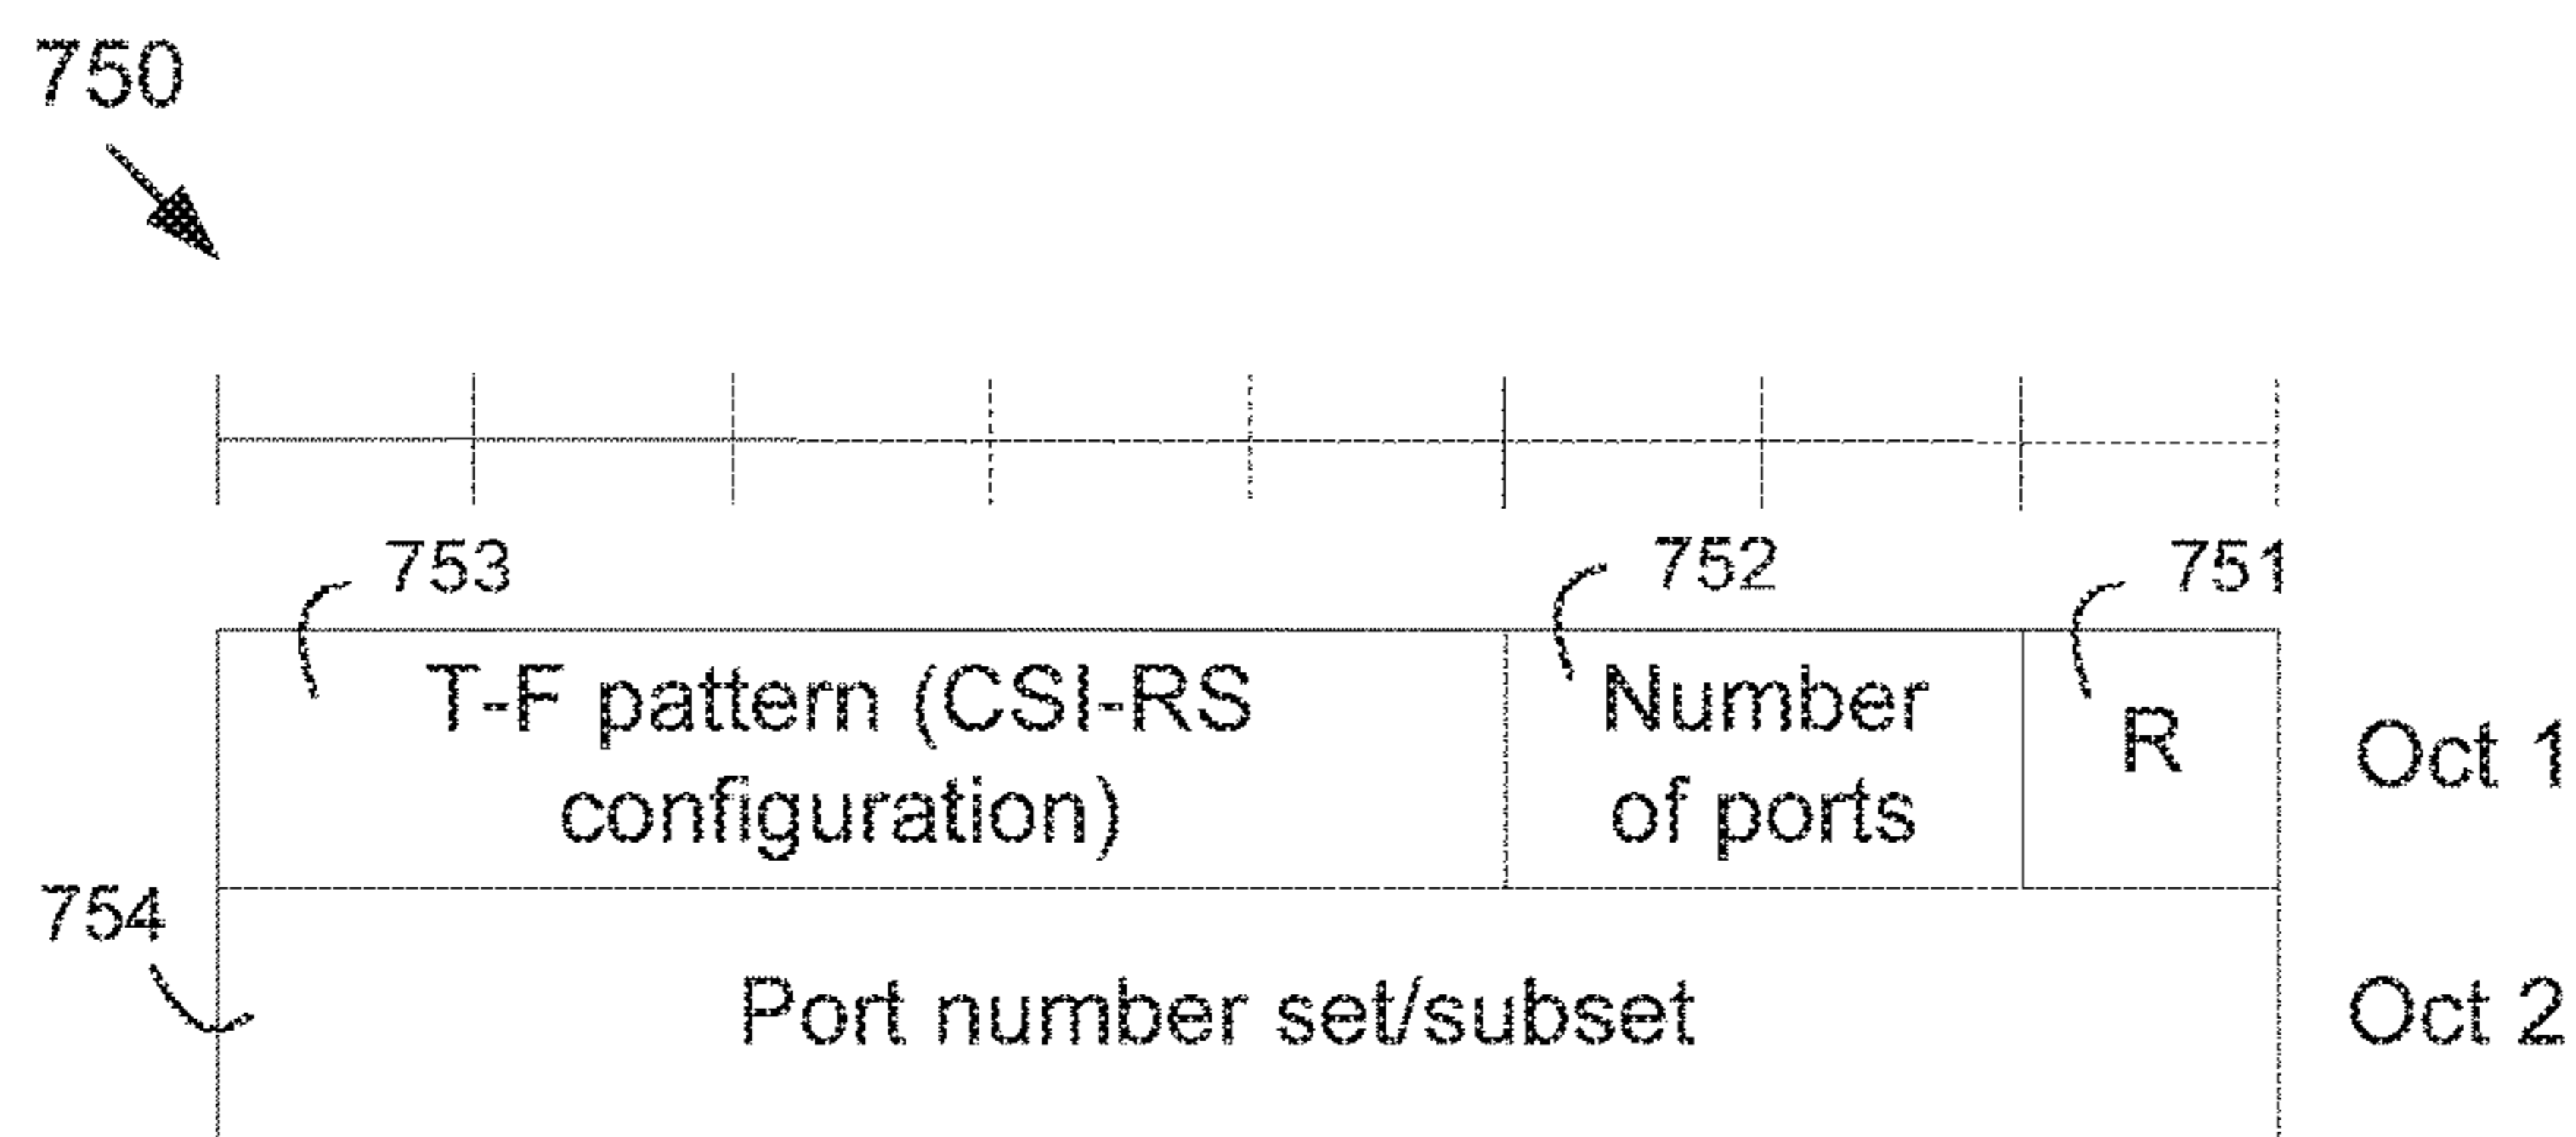 750
753
752
751
T-F pattern (CSI-RS
configuration)
Number
of ports
R
Oct 1
754
Port number set/subset
Oct 2